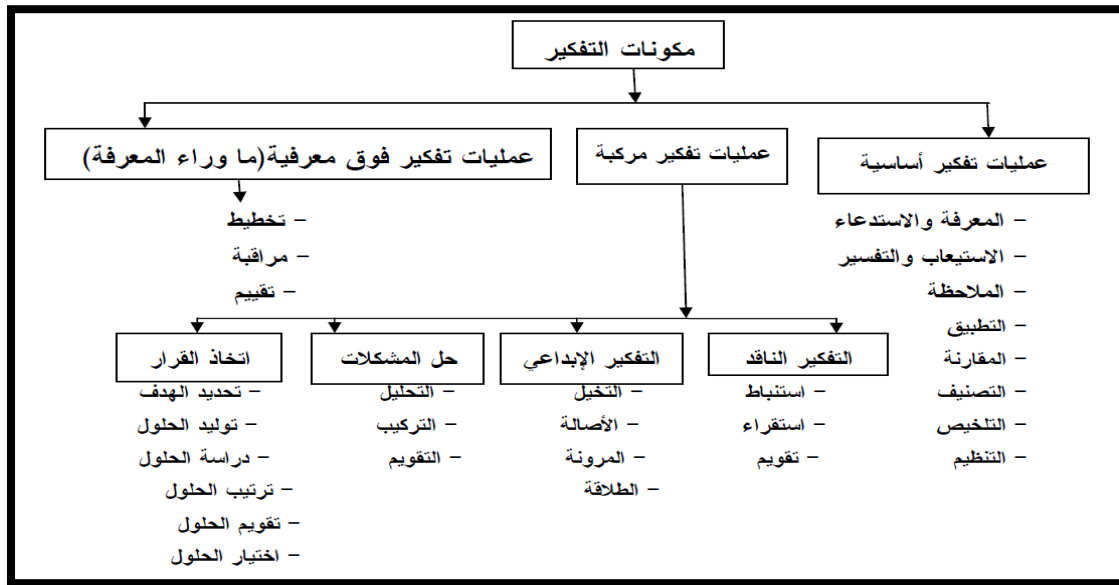 مكونات التفكير
عمليات تفكير أساسية
- المعرفة والاستدعاء
- الاستيعاب والتفسير
- الملاحظة
- التطبيق
- المقارنة
- التصنيف
- التلخيص
- التنظيم
عمليات تفكير مركبة
التفكير الناقد
- استنباط
- استقراء
- تقويم
التفكير الإبداعي
- التخيل
- الأصالة
- المرونة
- الطلاقة
حل المشكلات
- التحليل
- التركيب
- التقويم
اتخاذ القرار
- تحديد الهدف
- توليد الحلول
- دراسة الحلول
- ترتيب الحلول
- تقويم الحلول
- اختيار الحلول
عمليات تفكير فوق معرفية(ما وراء المعرفة)
- تخطيط
- مراقبة
- تقييم